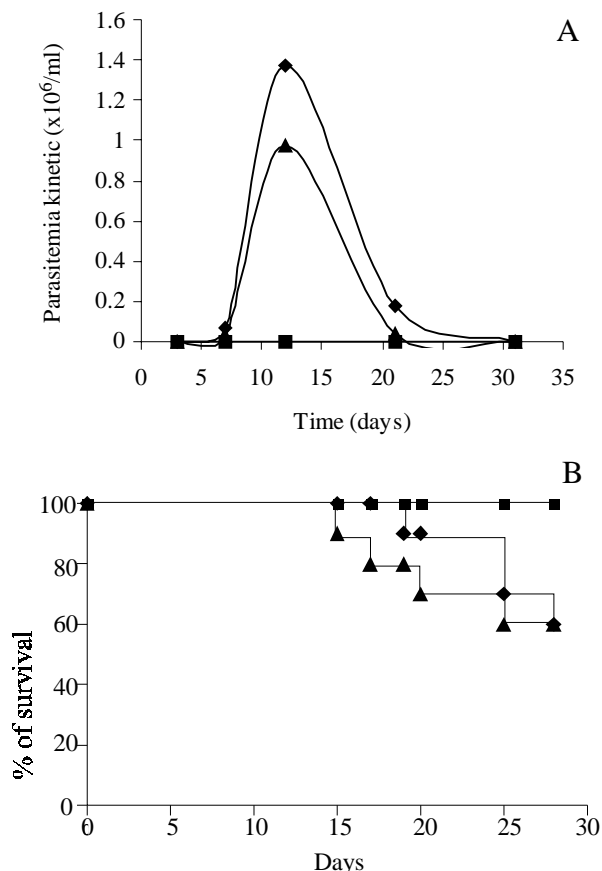 A
Parasitemia kinetic (x10⁶/ml)
1.6
1.4
1.2
1
0.8
0.6
0.4
0.2
0
0 5 10 15 20 25 30 35
Time (days)
B
% of survival
100
80
60
40
20
0
0 5 10 15 20 25 30
Days